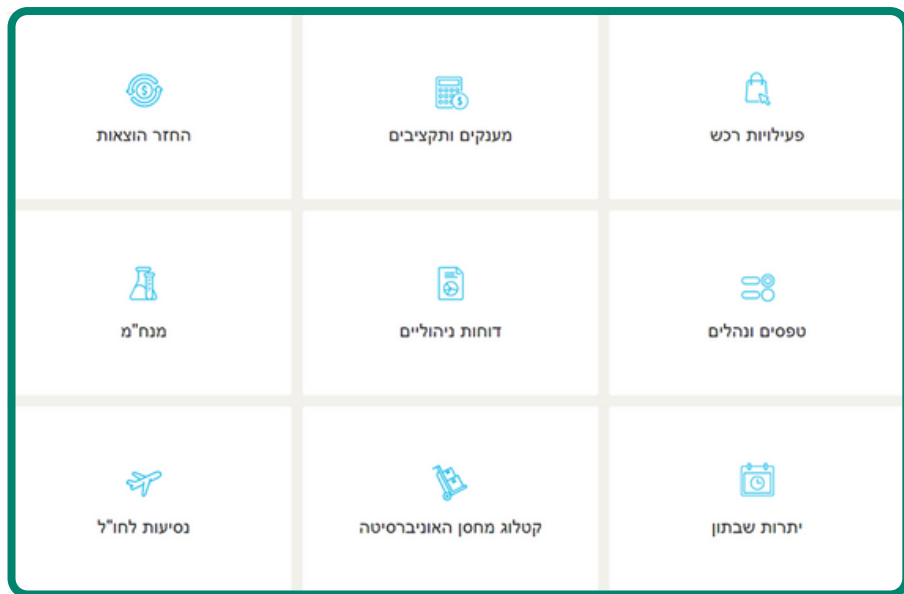 פעילויות רכש
מענקים ותקציבים
החזר הוצאות
טפסים ונהלים
דוחות ניהוליים
מנח"מ
יתרות שבתון
קטלוג מחסן האוניברסיטה
נסיעות לחו"ל